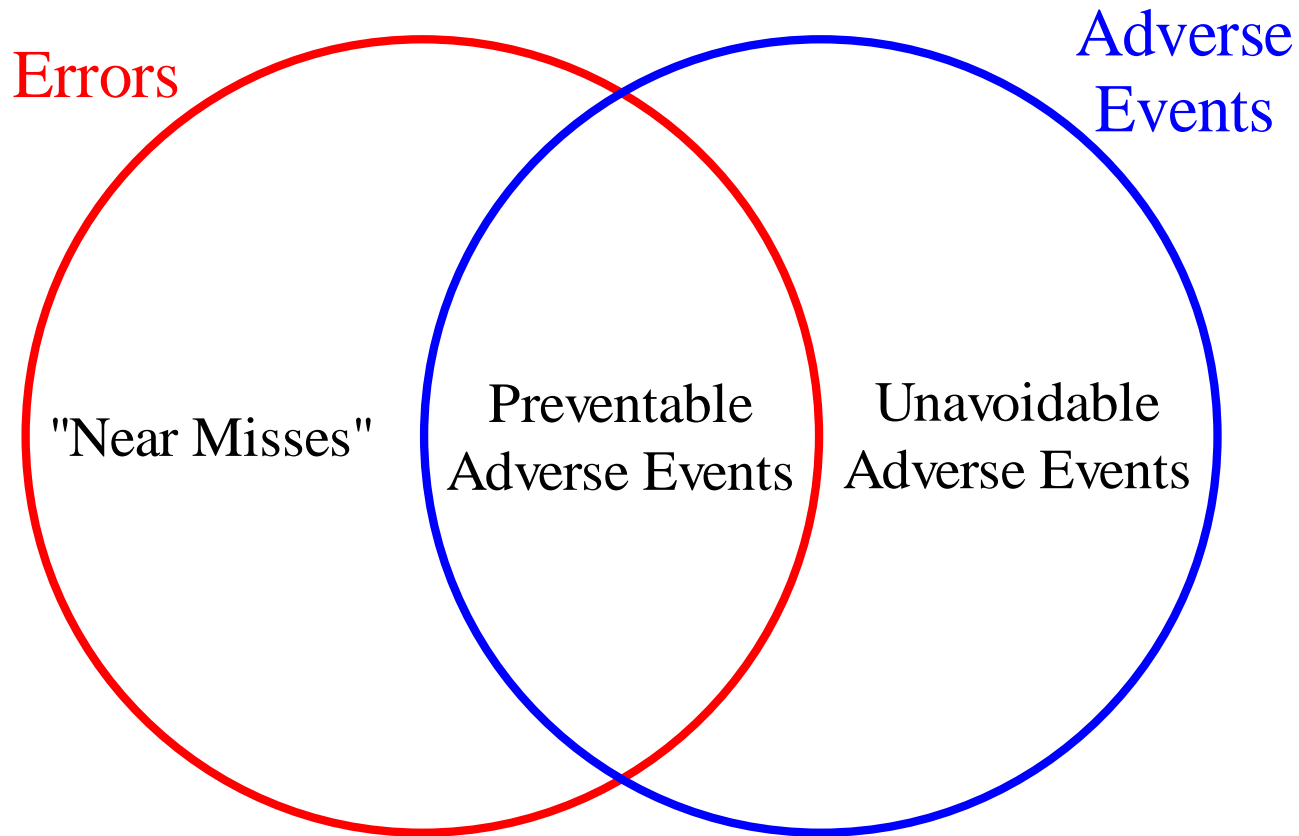 Errors
Adverse
Events
"Near Misses"
Preventable
Adverse Events
Unavoidable
Adverse Events